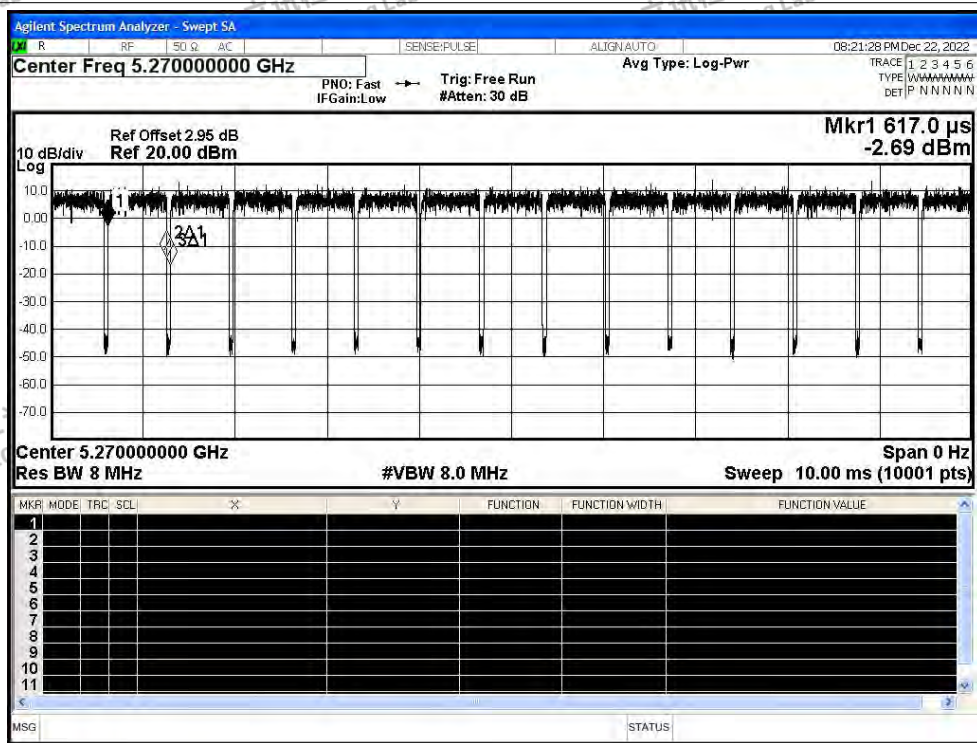 Agilent Spectrum Analyzer - Swept SA
R RF 50 Ω AC SENSE:PULSE ALIGNAUTO 08:21:28 PM Dec 22, 2022
Center Freq 5.270000000 GHz Avg Type: Log-Pwr TRACE 1 2 3 4 5 6
PNO: Fast Trig: Free Run TYPE WWWWWW
IFGain:Low #Atten: 30 dB DET P N N N N N
Mkr1 617.0 µs
Ref Offset 2.95 dB
10 dB/div Ref 20.00 dBm -2.69 dBm
Log
10.0
1
0.00
2Δ1
3Δ1
-10.0
-20.0
-30.0
-40.0
-50.0
-60.0
-70.0
Center 5.270000000 GHz Span 0 Hz
Res BW 8 MHz #VBW 8.0 MHz Sweep 10.00 ms (10001 pts)
MKR MODE TRC SCL X Y FUNCTION FUNCTION WIDTH FUNCTION VALUE
1
2
3
4
5
6
7
8
9
10
11
MSG STATUS